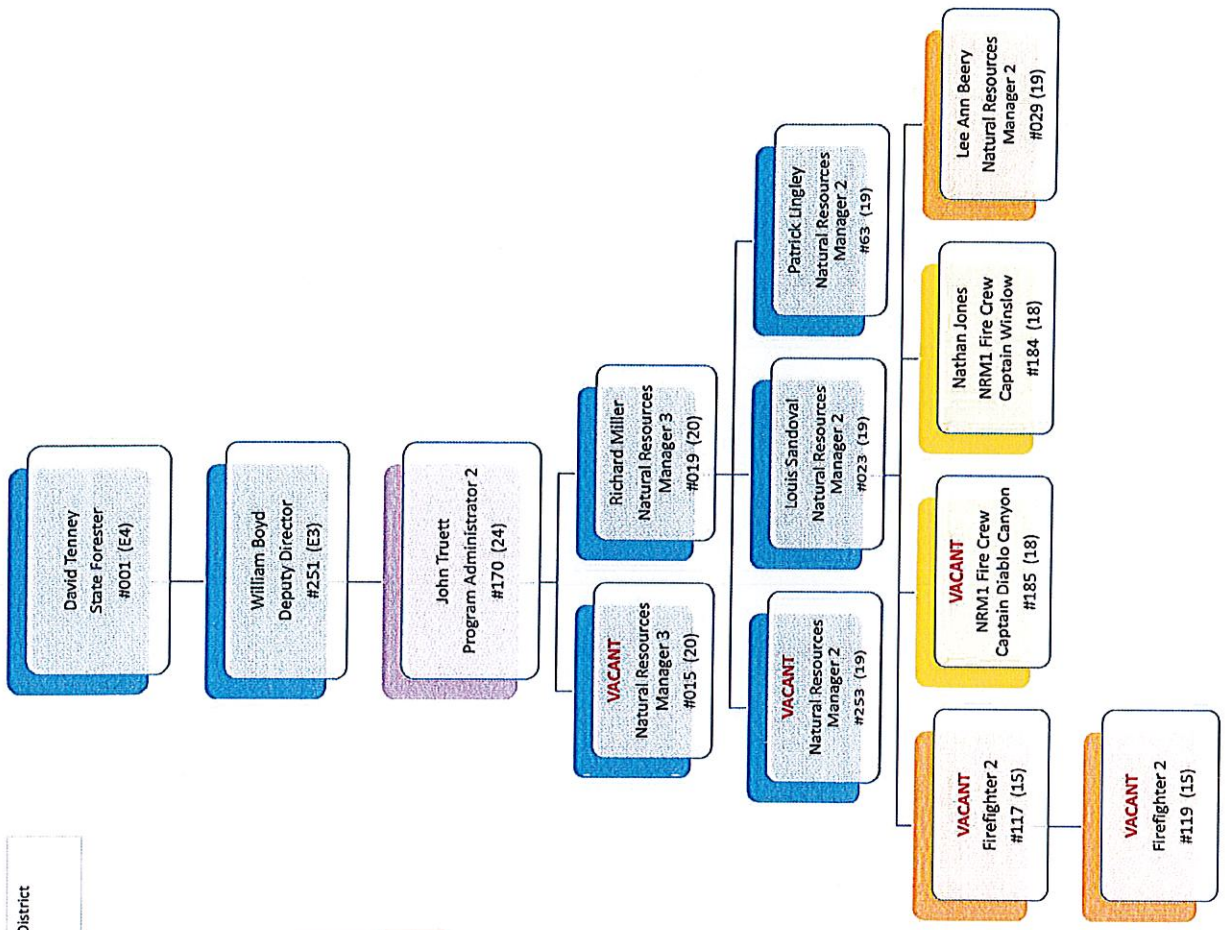 District
David Tenney
State Forester
#001 (E4)
William Boyd
Deputy Director
#251 (E3)
John Truett
Program Administrator 2
#170 (24)
VACANT
Natural Resources
Manager 3
#015 (20)
Richard Miller
Natural Resources
Manager 3
#019 (20)
VACANT
Natural Resources
Manager 2
#253 (19)
Louis Sandoval
Natural Resources
Manager 2
#023 (19)
Patrick Lingley
Natural Resources
Manager 2
#63 (19)
VACANT
Firefighter 2
#117 (15)
VACANT
NRM1 Fire Crew
Captain Diablo Canyon
#185 (18)
Nathan Jones
NRM1 Fire Crew
Captain Winslow
#184 (18)
Lee Ann Beery
Natural Resources
Manager 2
#029 (19)
VACANT
Firefighter 2
#119 (15)